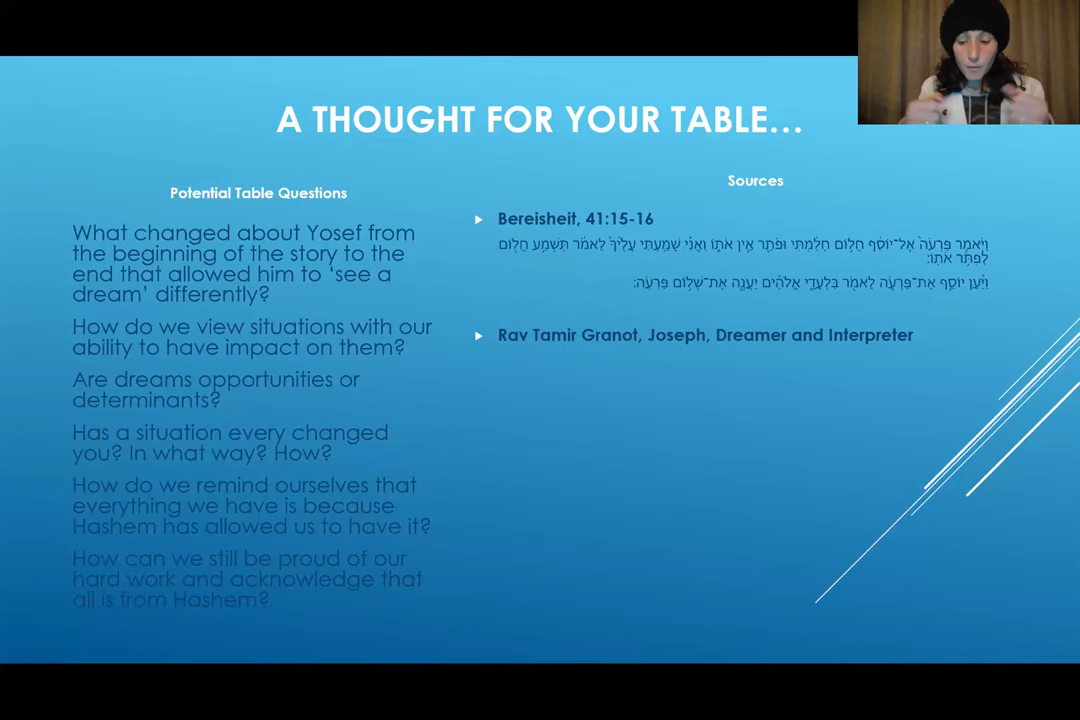 A THOUGHT FOR YOUR TABLE...
Potential Table Questions
What changed about Yosef from
the beginning of the story to the
end that allowed him to ‘see a
dream’ differently?
How do we view situations with our
ability to have impact on them?
Are dreams opportunities or
determinants?
Has a situation every changed
you? In what way? How?
How do we remind ourselves that
everything we have is because
Hashem has allowed us to have it?
How can we still be proud of our
hard work and acknowledge that
all is from Hashem?
Sources
Bereisheit, 41:15-16
וַיֹּ֤אמֶר פַּרְעֹה֙ אֶל־יוֹסֵ֔ף חֲל֣וֹם חָלַ֔מְתִּי וּפֹתֵ֖ר אֵ֣ין אֹת֑וֹ וַאֲנִ֗י שָׁמַ֤עְתִּי עָלֶ֙יךָ֙ לֵאמֹ֔ר תִּשְׁמַ֥ע חֲל֖וֹם
לִפְתֹּ֥ר אֹתֽוֹ׃
וַיַּ֨עַן יוֹסֵ֧ף אֶת־פַּרְעֹ֛ה לֵאמֹ֖ר בִּלְעָדָ֑י אֱלֹהִ֕ים יַעֲנֶ֖ה אֶת־שְׁל֥וֹם פַּרְעֹֽה׃
Rav Tamir Granot, Joseph, Dreamer and Interpreter